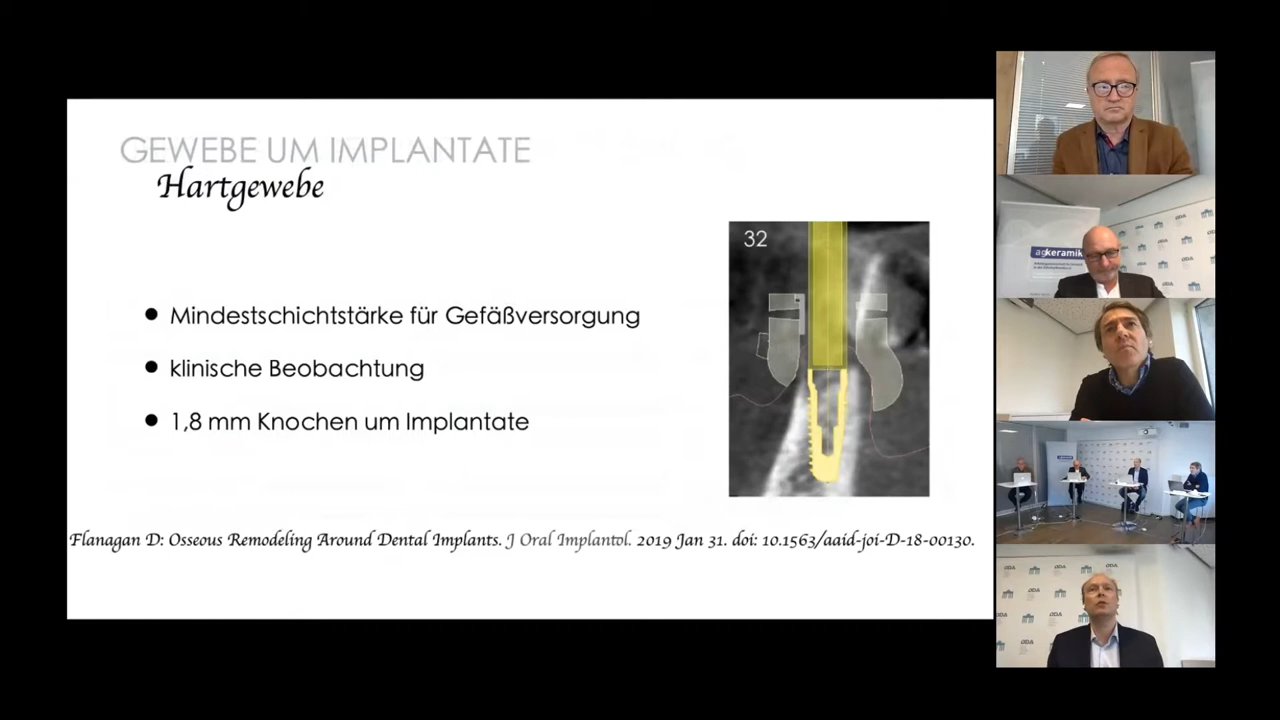 GEWEBE UM IMPLANTATE
Hartgewebe
• Mindestschichtstärke für Gefäßversorgung
• klinische Beobachtung
• 1,8 mm Knochen um Implantate
32
Flanagan D: Osseous Remodeling Around Dental Implants. J Oral Implantol. 2019 Jan 31. doi: 10.1563/aaid-joi-D-18-00130.
agkeramik